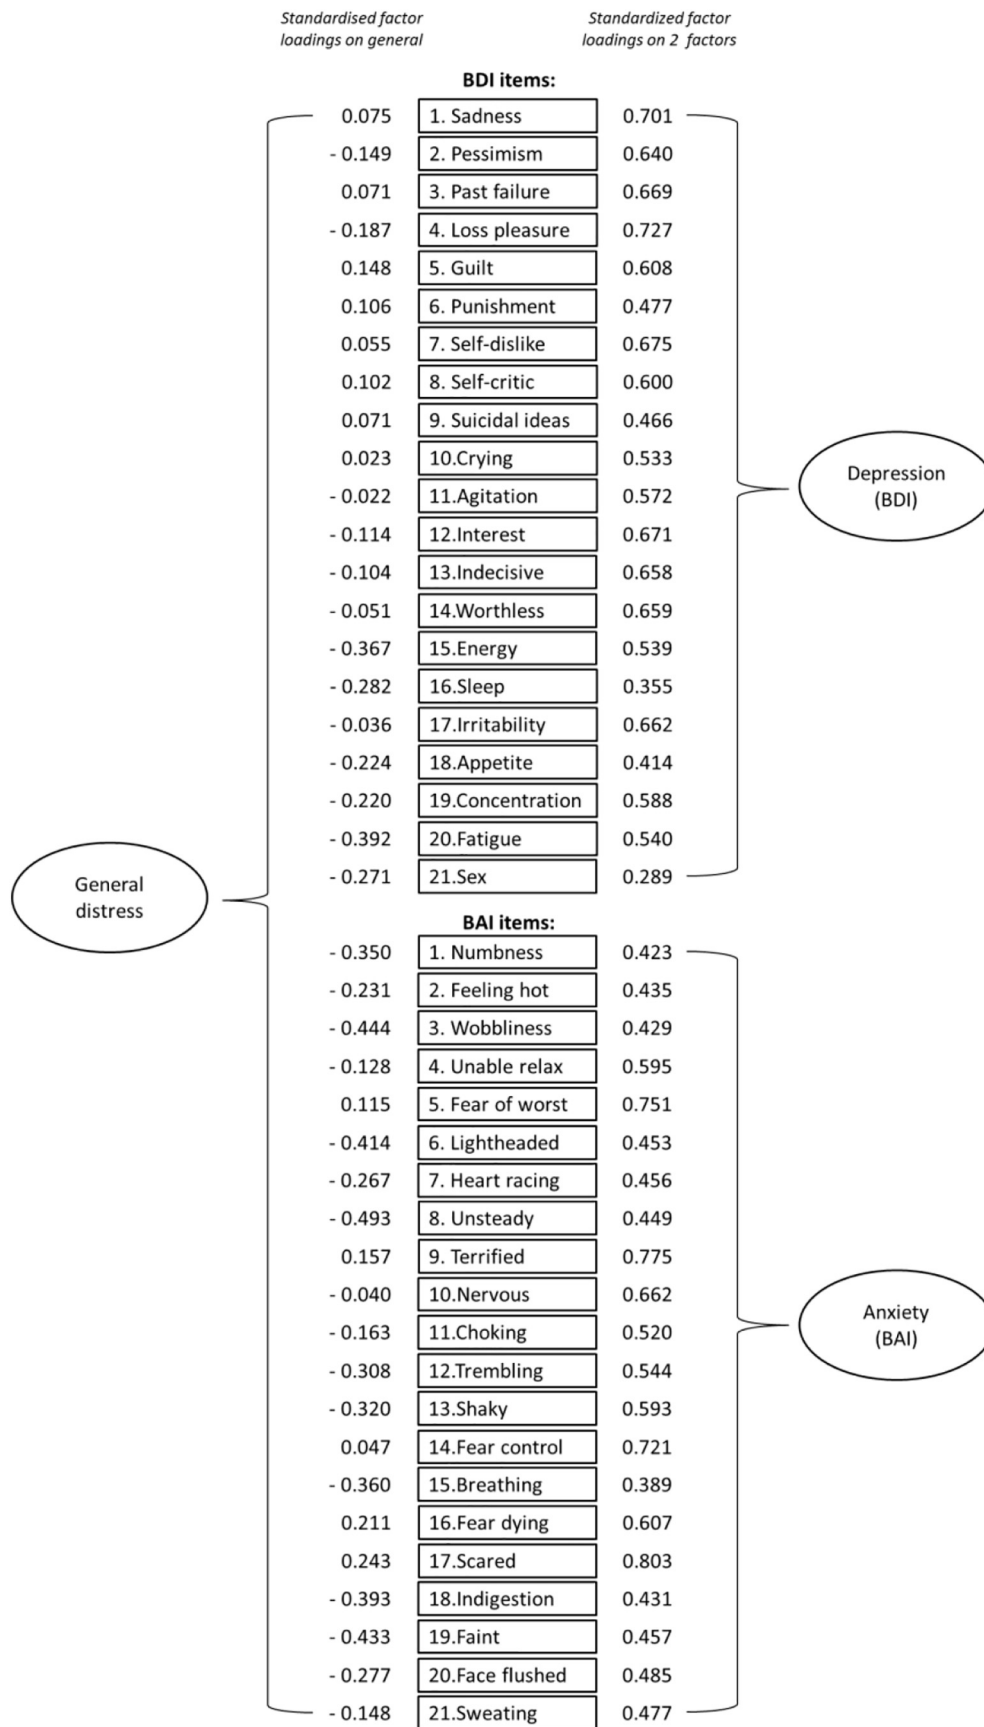 Standardised factor loadings on general
Standardized factor loadings on 2 factors
BDI items:
0.075 1. Sadness 0.701
- 0.149 2. Pessimism 0.640
0.071 3. Past failure 0.669
- 0.187 4. Loss pleasure 0.727
0.148 5. Guilt 0.608
0.106 6. Punishment 0.477
0.055 7. Self-dislike 0.675
0.102 8. Self-critic 0.600
0.071 9. Suicidal ideas 0.466
0.023 10.Crying 0.533
- 0.022 11.Agitation 0.572
- 0.114 12.Interest 0.671
- 0.104 13.Indecisive 0.658
- 0.051 14.Worthless 0.659
- 0.367 15.Energy 0.539
- 0.282 16.Sleep 0.355
- 0.036 17.Irritability 0.662
- 0.224 18.Appetite 0.414
- 0.220 19.Concentration 0.588
- 0.392 20.Fatigue 0.540
- 0.271 21.Sex 0.289
Depression
(BDI)
General
distress
BAI items:
- 0.350 1. Numbness 0.423
- 0.231 2. Feeling hot 0.435
- 0.444 3. Wobbliness 0.429
- 0.128 4. Unable relax 0.595
0.115 5. Fear of worst 0.751
- 0.414 6. Lightheaded 0.453
- 0.267 7. Heart racing 0.456
- 0.493 8. Unsteady 0.449
0.157 9. Terrified 0.775
- 0.040 10.Nervous 0.662
- 0.163 11.Choking 0.520
- 0.308 12.Trembling 0.544
- 0.320 13.Shaky 0.593
0.047 14.Fear control 0.721
- 0.360 15.Breathing 0.389
0.211 16.Fear dying 0.607
0.243 17.Scared 0.803
- 0.393 18.Indigestion 0.431
- 0.433 19.Faint 0.457
- 0.277 20.Face flushed 0.485
- 0.148 21.Sweating 0.477
Anxiety
(BAI)